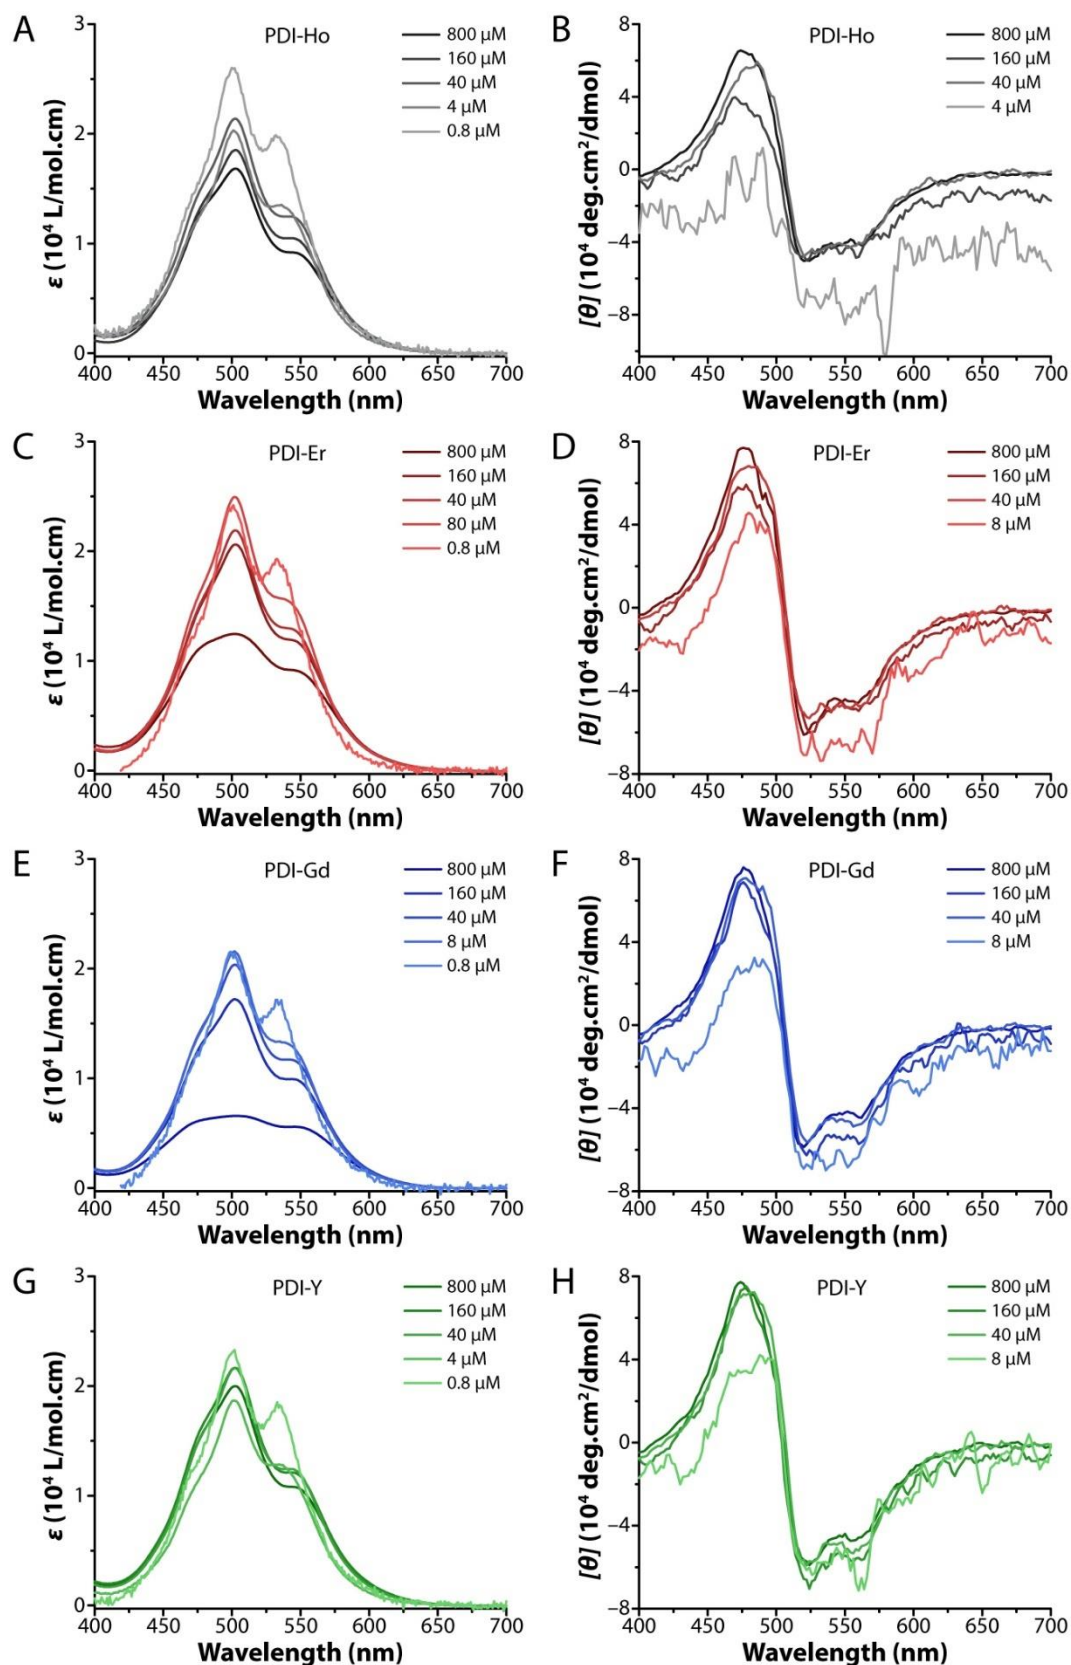 A
PDI-Ho
800 μM
160 μM
40 μM
4 μM
0.8 μM
3
2
1
0
ε (10⁴ L/mol.cm)
400 450 500 550 600 650 700
Wavelength (nm)
B
PDI-Ho
800 μM
160 μM
40 μM
4 μM
8
4
0
−4
−8
[θ] (10⁴ deg.cm²/dmol)
400 450 500 550 600 650 700
Wavelength (nm)
C
PDI-Er
800 μM
160 μM
40 μM
80 μM
0.8 μM
3
2
1
0
ε (10⁴ L/mol.cm)
400 450 500 550 600 650 700
Wavelength (nm)
D
PDI-Er
800 μM
160 μM
40 μM
8 μM
8
4
0
−4
−8
[θ] (10⁴ deg.cm²/dmol)
400 450 500 550 600 650 700
Wavelength (nm)
E
PDI-Gd
800 μM
160 μM
40 μM
8 μM
0.8 μM
3
2
1
0
ε (10⁴ L/mol.cm)
400 450 500 550 600 650 700
Wavelength (nm)
F
PDI-Gd
800 μM
160 μM
40 μM
8 μM
8
4
0
−4
−8
[θ] (10⁴ deg.cm²/dmol)
400 450 500 550 600 650 700
Wavelength (nm)
G
PDI-Y
800 μM
160 μM
40 μM
4 μM
0.8 μM
3
2
1
0
ε (10⁴ L/mol.cm)
400 450 500 550 600 650 700
Wavelength (nm)
H
PDI-Y
800 μM
160 μM
40 μM
8 μM
8
4
0
−4
−8
[θ] (10⁴ deg.cm²/dmol)
400 450 500 550 600 650 700
Wavelength (nm)